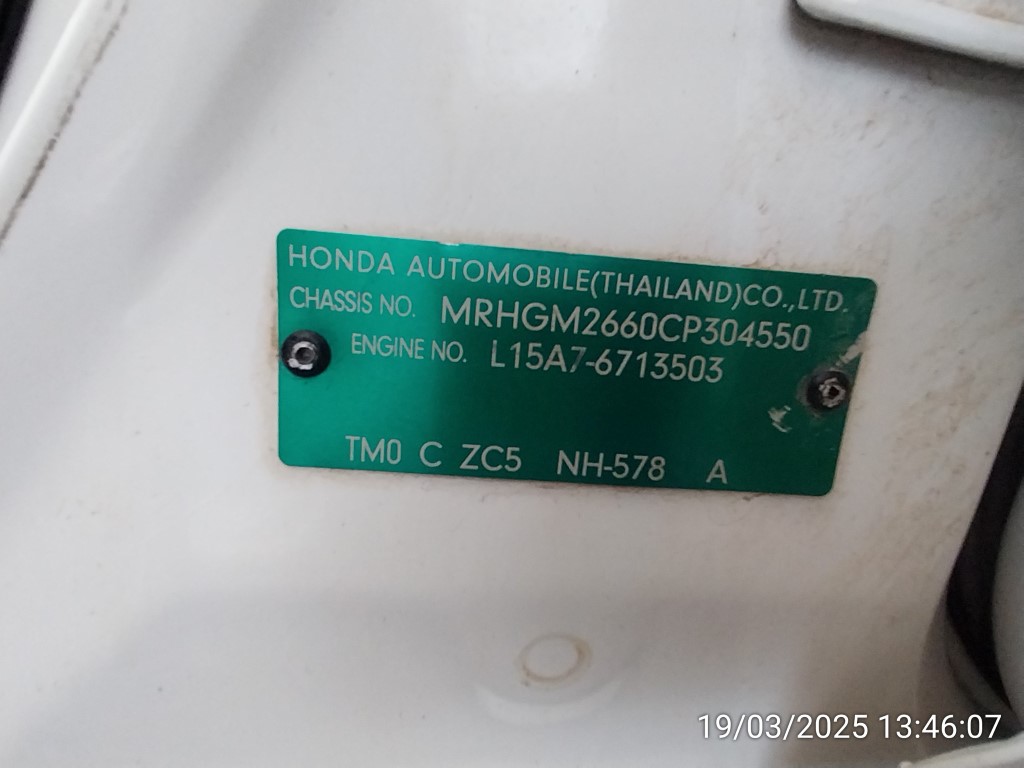 HONDA AUTOMOBILE(THAILAND)CO.,LTD.
CHASSIS NO. MRHGM2660CP304550
ENGINE NO. L15A7-6713503
TM0 C ZC5 NH-578 A
19/03/2025 13:46:07